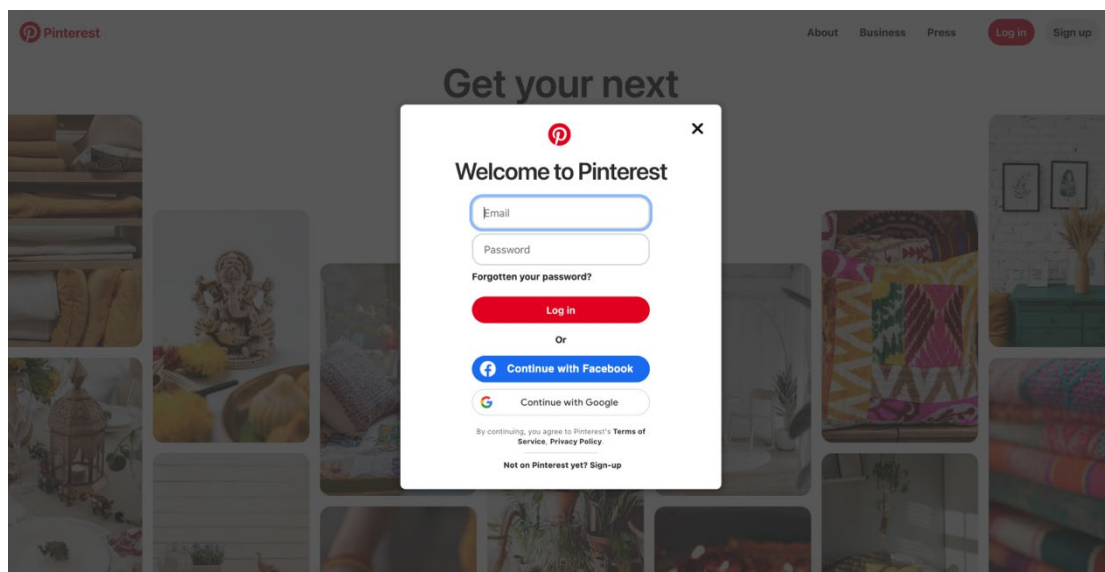 Pinterest
About Business Press Log in Sign up
Get your next
Welcome to Pinterest
Email
Password
Forgotten your password?
Log in
Or
Continue with Facebook
Continue with Google
By continuing, you agree to Pinterest's Terms of
Service, Privacy Policy.
Not on Pinterest yet? Sign-up